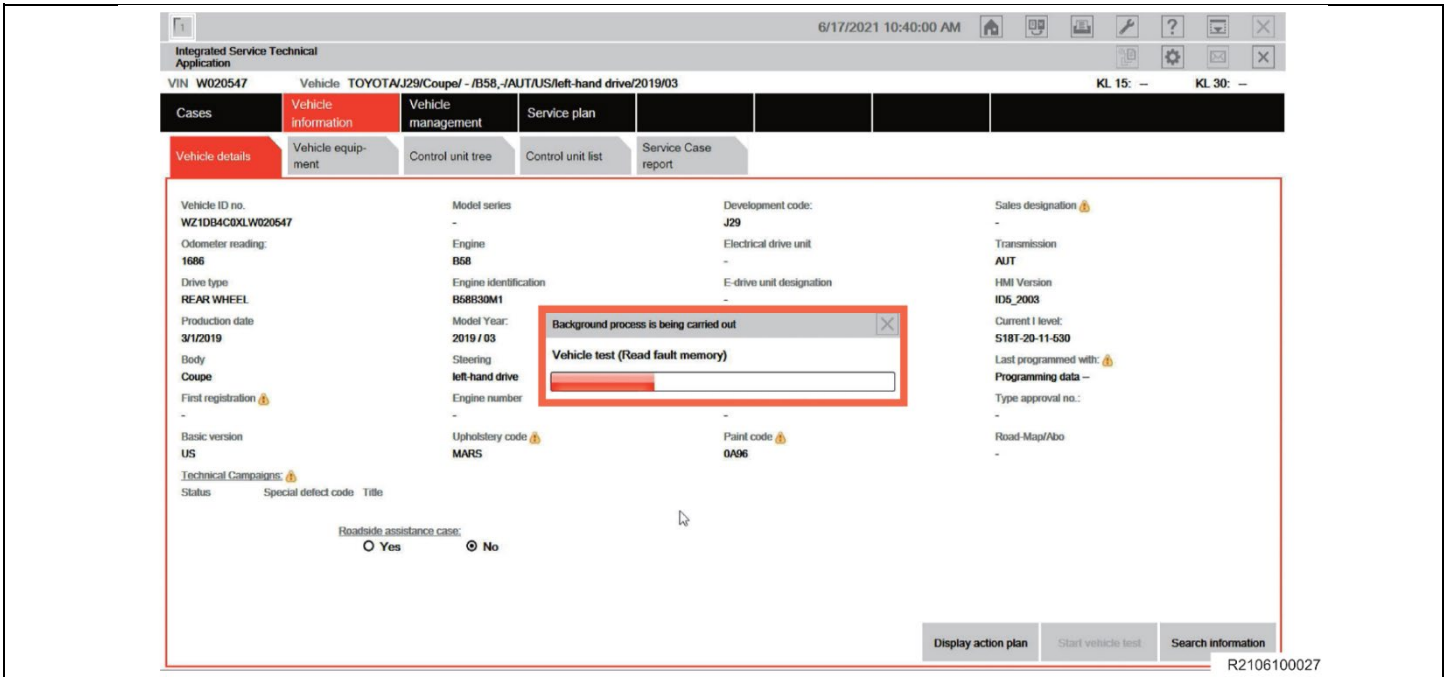 1
6/17/2021 10:40:00 AM
?
Integrated Service Technical
Application
VIN W020547 Vehicle TOYOTA/J29/Coupe/ - /B58,-/AUT/US/left-hand drive/2019/03 KL 15: -- KL 30: --
Cases
Vehicle
information
Vehicle
management
Service plan
Vehicle details
Vehicle equip-
ment
Control unit tree
Control unit list
Service Case
report
Vehicle ID no. Model series Development code: Sales designation
WZ1DB4C0XLW020547 - J29 -
Odometer reading: Engine Electrical drive unit Transmission
1686 B58 - AUT
Drive type Engine identification E-drive unit designation HMI Version
REAR WHEEL B58B30M1 - ID5_2003
Production date Model Year: Current I level:
3/1/2019 2019 / 03 S18T-20-11-530
Background process is being carried out
Vehicle test (Read fault memory)
Body Steering Last programmed with:
Coupe left-hand drive Programming data --
First registration Engine number Type approval no.:
- - - -
Basic version Upholstery code Paint code Road-Map/Abo
US MARS 0A96 -
Technical Campaigns:
Status Special defect code Title
Roadside assistance case:
Yes No
Display action plan Start vehicle test Search information
R2106100027